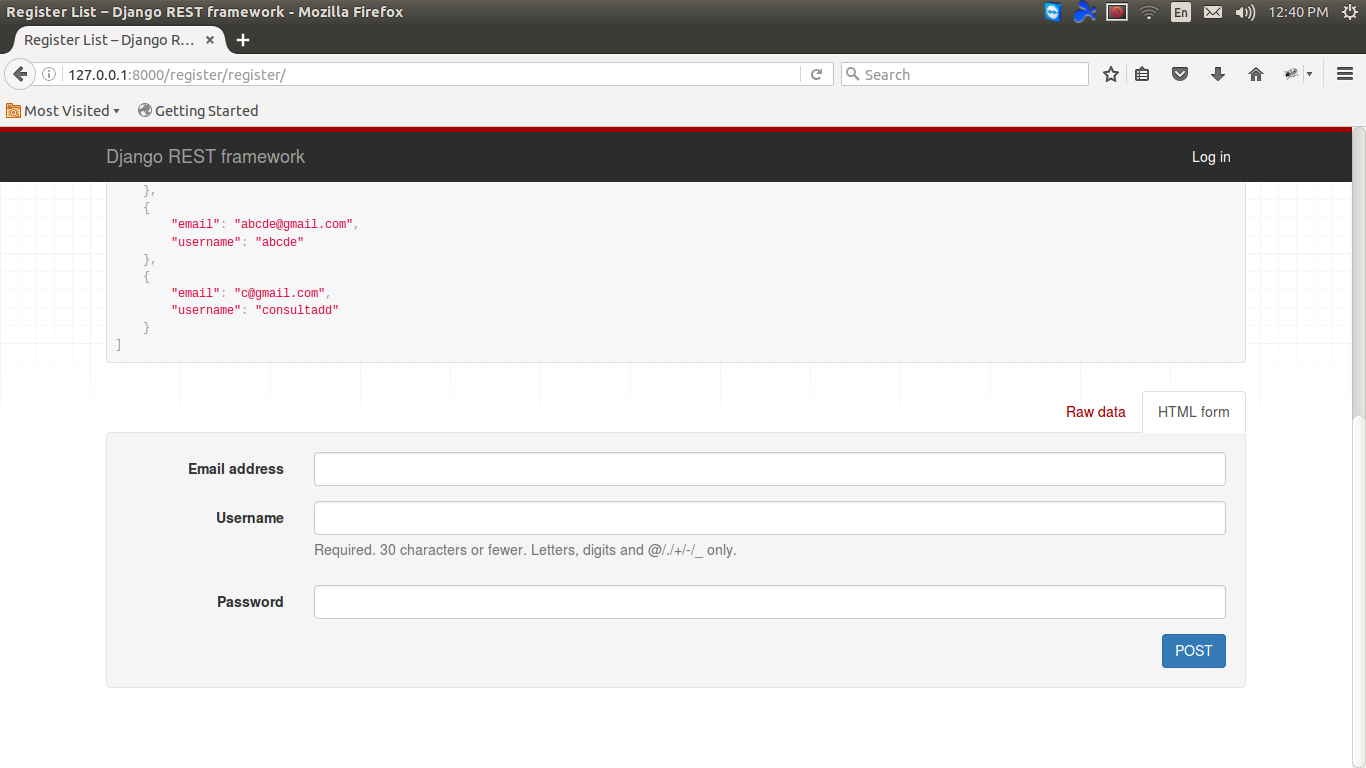 Register List – Django REST framework - Mozilla Firefox
En
12:40 PM
Register List – Django R... × +
127.0.0.1:8000/register/register/
Search
Most Visited
Getting Started
Django REST framework
Log in
},
{
"email": "abcde@gmail.com",
"username": "abcde"
},
{
"email": "c@gmail.com",
"username": "consultadd"
}
]
Raw data
HTML form
Email address
Username
Required. 30 characters or fewer. Letters, digits and @/./+/-/_ only.
Password
POST